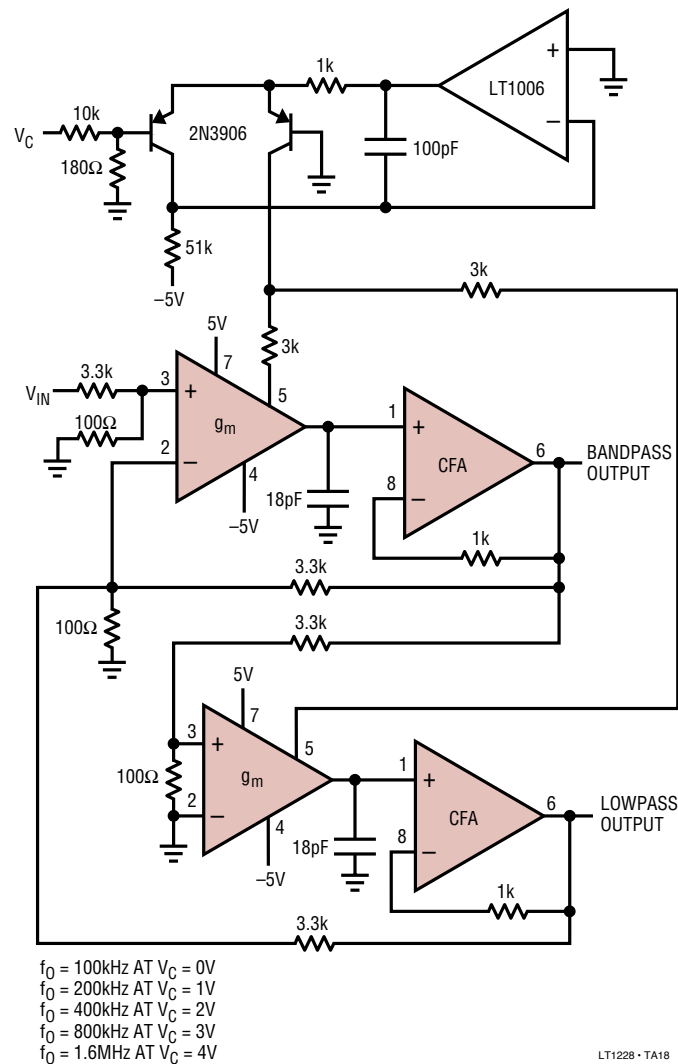 1k
+
LT1006
−
10k
V_C
2N3906
180Ω
100pF
51k
−5V
3k
3k
5V
7
3.3k
V_IN
3
+
5
g_m
1
+
6
BANDPASS
OUTPUT
100Ω
2
−
4
CFA
18pF
8
−
−5V
1k
3.3k
100Ω
3.3k
5V
7
3
+
5
100Ω
g_m
1
+
6
LOWPASS
OUTPUT
2
−
4
CFA
18pF
8
−
−5V
1k
3.3k
f_O = 100kHz AT V_C = 0V
f_O = 200kHz AT V_C = 1V
f_O = 400kHz AT V_C = 2V
f_O = 800kHz AT V_C = 3V
f_O = 1.6MHz AT V_C = 4V
LT1228 • TA18